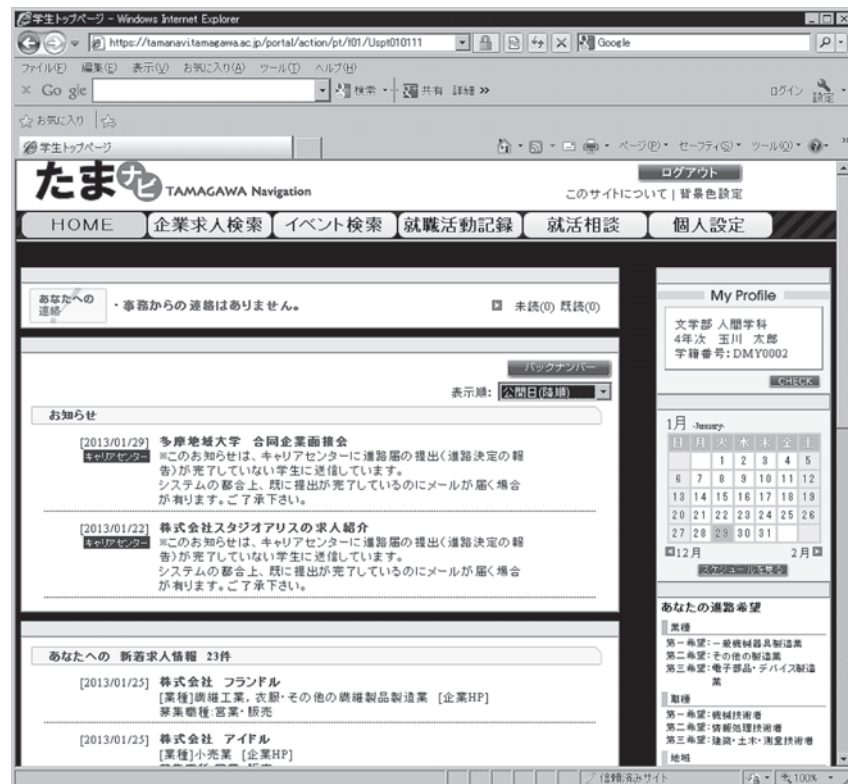 学生トップページ - Windows Internet Explorer
https://tamanavi.tamagawa.ac.jp/portal/action/pt/f01/Uspt010111
Google
ファイル(F) 編集(E) 表示(V) お気に入り(A) ツール(T) ヘルプ(H)
× Go gle 検索 共有 詳細 »
ログイン 設定
お気に入り
学生トップページ
ページ(P) セーフティ(S) ツール(O) »
たまナビ TAMAGAWA Navigation
ログアウト
このサイトについて | 背景色設定
HOME 企業求人検索 イベント検索 就職活動記録 就活相談 個人設定
あなたへの
連絡
・事務からの連絡はありません。
未読(0) 既読(0)
バックナンバー
表示順: 公開日(降順)
お知らせ
[2013/01/29] 多摩地域大学 合同企業面接会
キャリアセンター ※このお知らせは、キャリアセンターに進路届の提出(進路決定の報
告)が完了していない学生に送信しています。
システムの都合上、既に提出が完了しているのにメールが届く場合
が有ります。ご了承下さい。
[2013/01/22] 株式会社スタジオアリスの求人紹介
キャリアセンター ※このお知らせは、キャリアセンターに進路届の提出(進路決定の報
告)が完了していない学生に送信しています。
システムの都合上、既に提出が完了しているのにメールが届く場合
が有ります。ご了承下さい。
あなたへの 新着求人情報 23件
[2013/01/25] 株式会社 フランドル
[業種]繊維工業, 衣服・その他の繊維製品製造業 [企業HP]
募集職種:営業・販売
[2013/01/25] 株式会社 アイドル
[業種]小売業 [企業HP]
My Profile
文学部 人間学科
4年次 玉川 太郎
学籍番号:DMY0002
CHECK
1月 -January-
日 月 火 水 木 金 土
1 2 3 4 5
6 7 8 9 10 11 12
13 14 15 16 17 18 19
20 21 22 23 24 25 26
27 28 29 30 31
12月 2月
スケジュールを見る
あなたの進路希望
業種
第一希望:一般機械器具製造業
第二希望:その他の製造業
第三希望:電子部品・デバイス製造
業
職種
第一希望:機械技術者
第二希望:情報処理技術者
第三希望:建築・土木・測量技術者
地域
信頼済みサイト
100%